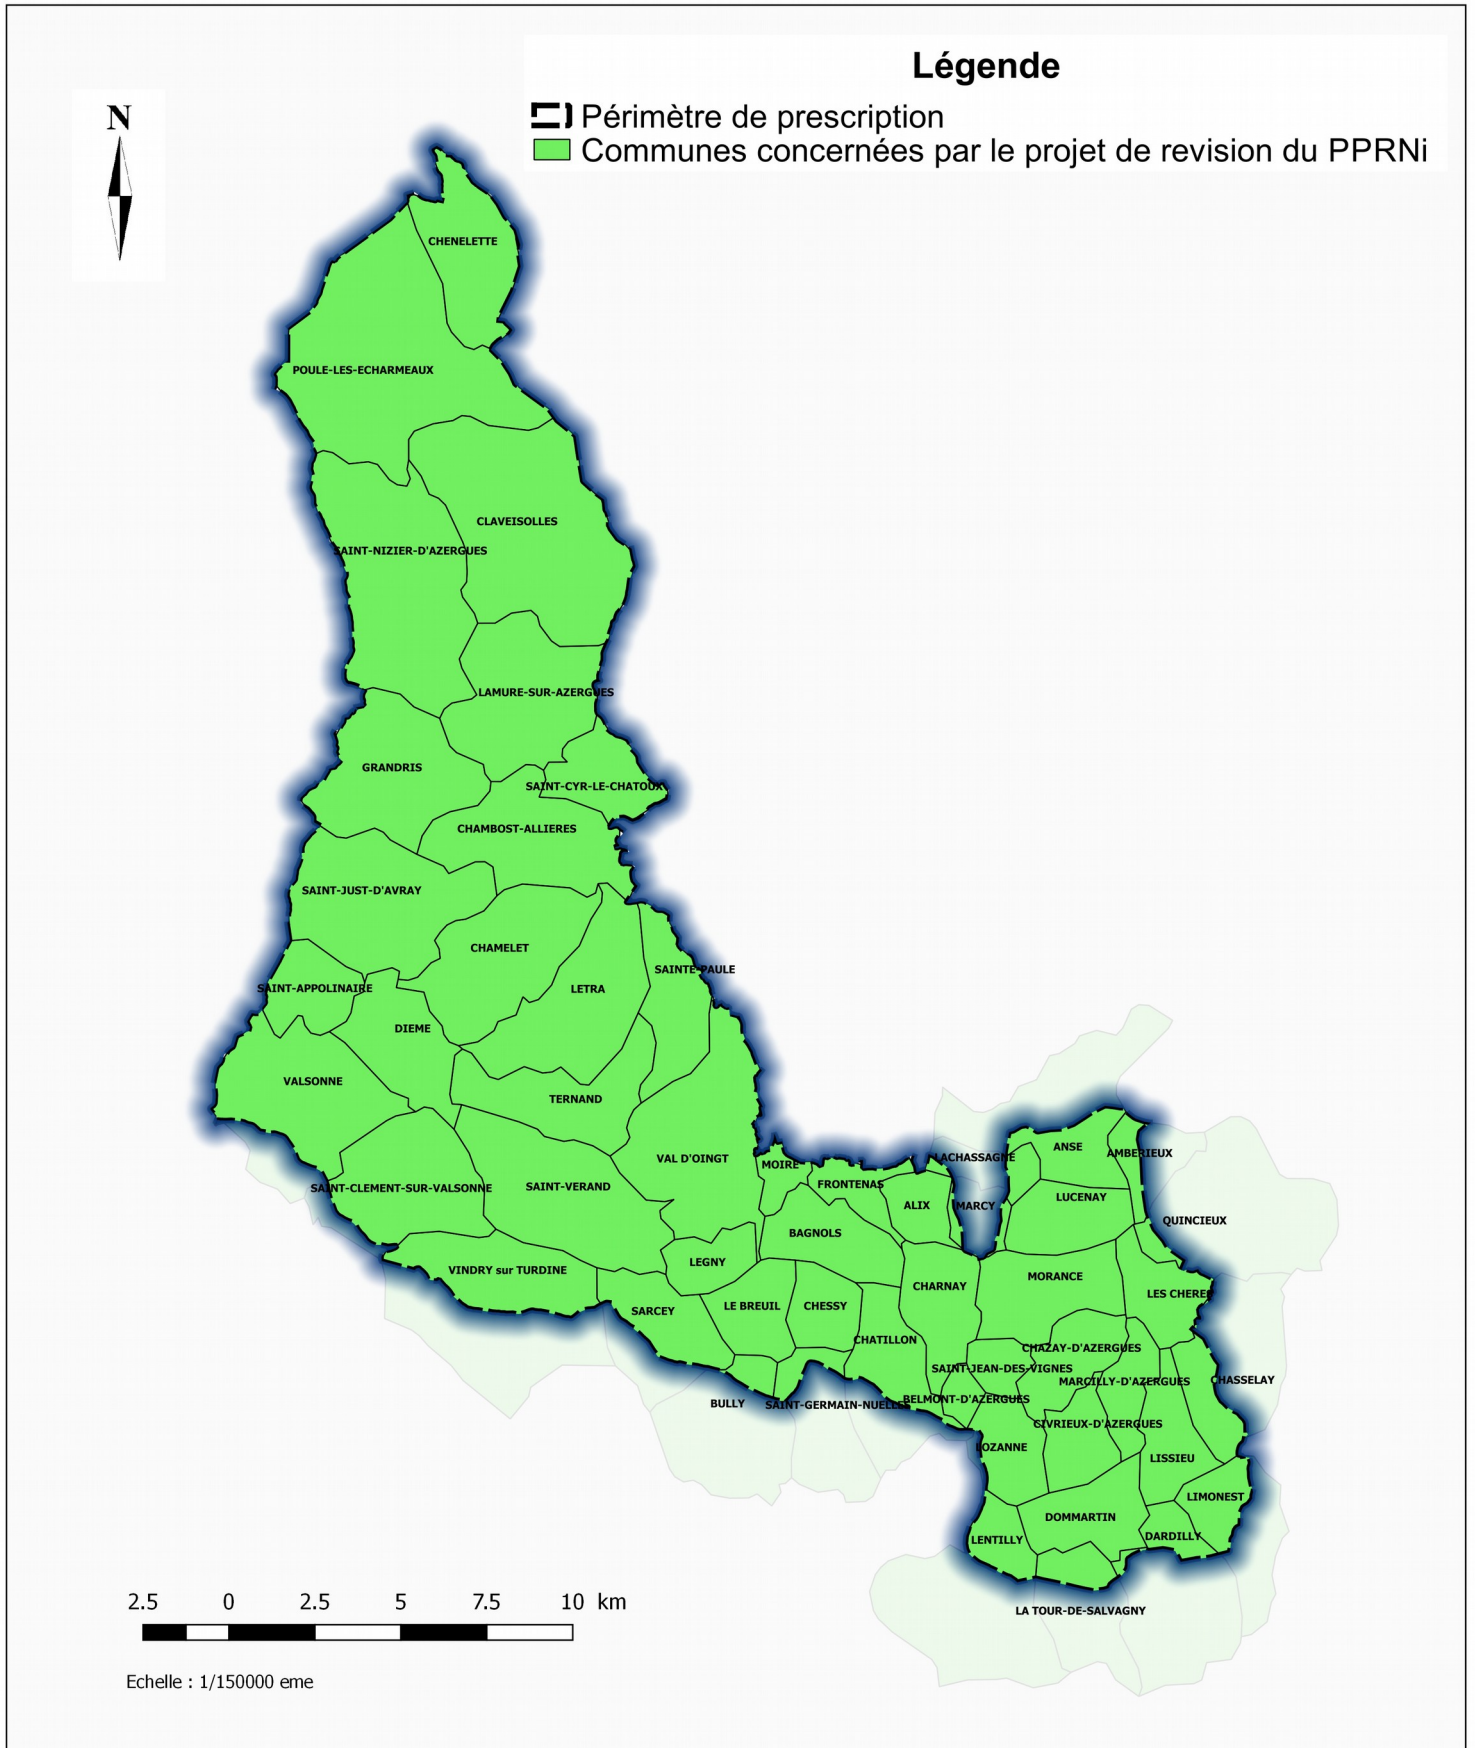 Légende
N
Périmètre de prescription
Communes concernées par le projet de revision du PPRNi
CHENELETTE
POULE-LES-ECHARMEAUX
CLAVEISOLLES
SAINT-NIZIER-D'AZERGUES
LAMURE-SUR-AZERGUES
GRANDRIS
SAINT-CYR-LE-CHATOUX
CHAMBOST-ALLIERES
SAINT-JUST-D'AVRAY
CHAMELET
SAINTE-PAULE
SAINT-APPOLINAIRE
LETRA
DIEME
VALSONNE
TERNAND
ANSE
AMBERIEUX
LACHASSAGNE
VAL D'OINGT
MOIRE
FRONTENAS
SAINT-CLEMENT-SUR-VALSONNE
SAINT-VERAND
LUCENAY
ALIX
MARCY
QUINCIEUX
BAGNOLS
LEGNY
VINDRY sur TURDINE
MORANCE
CHARNAY
LES CHERE
LE BREUIL
CHESSY
SARCEY
CHATILLON
CHAZAY-D'AZERGUES
SAINT-JEAN-DES-VIGNES
MARCILLY-D'AZERGUES
CHASSELAY
BELMONT-D'AZERGUES
BULLY
SAINT-GERMAIN-NUELLES
CIVRIEUX-D'AZERGUES
LOZANNE
LISSIEU
LIMONEST
DOMMARTIN
DARDILLY
LENTILLY
LA TOUR-DE-SALVAGNY
2.5 0 2.5 5 7.5 10 km
Echelle : 1/150000 eme